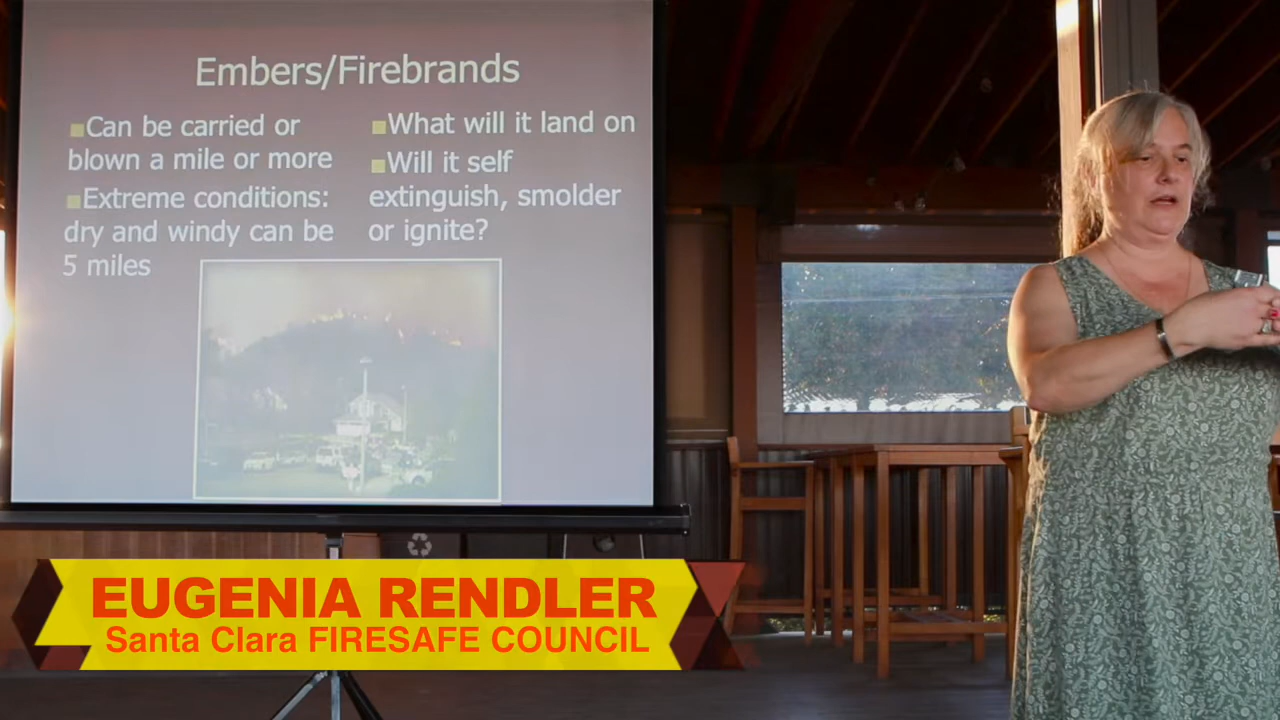 Embers/Firebrands
Can be carried or
blown a mile or more
Extreme conditions:
dry and windy can be
5 miles
What will it land on
Will it self
extinguish, smolder
or ignite?
EUGENIA RENDLER
Santa Clara FIRESAFE COUNCIL